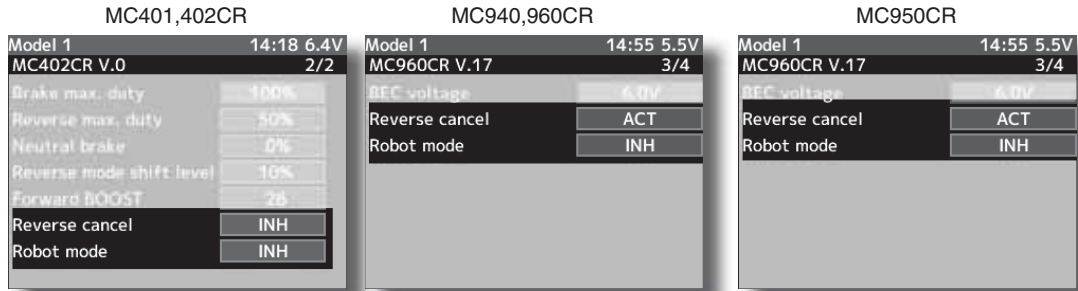 MC401,402CR
Model 1 14:18 6.4V
MC402CR V.0 2/2
Brake max. duty 100%
Reverse max. duty 50%
Neutral brake 0%
Reverse mode shift level 10%
Forward BOOST 28
Reverse cancel INH
Robot mode INH
MC940,960CR
Model 1 14:55 5.5V
MC960CR V.17 3/4
BEC voltage 6.0V
Reverse cancel ACT
Robot mode INH
MC950CR
Model 1 14:55 5.5V
MC960CR V.17 3/4
BEC voltage 6.0V
Reverse cancel ACT
Robot mode INH